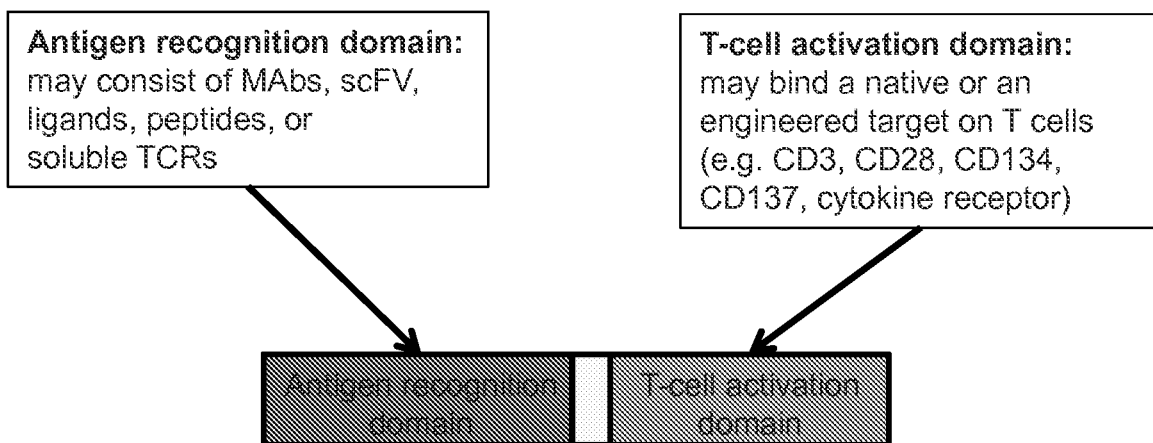 Antigen recognition domain:
may consist of MAbs, scFV,
ligands, peptides, or
soluble TCRs
T-cell activation domain:
may bind a native or an
engineered target on T cells
(e.g. CD3, CD28, CD134,
CD137, cytokine receptor)
Antigen recognition
domain
T-cell activation
domain